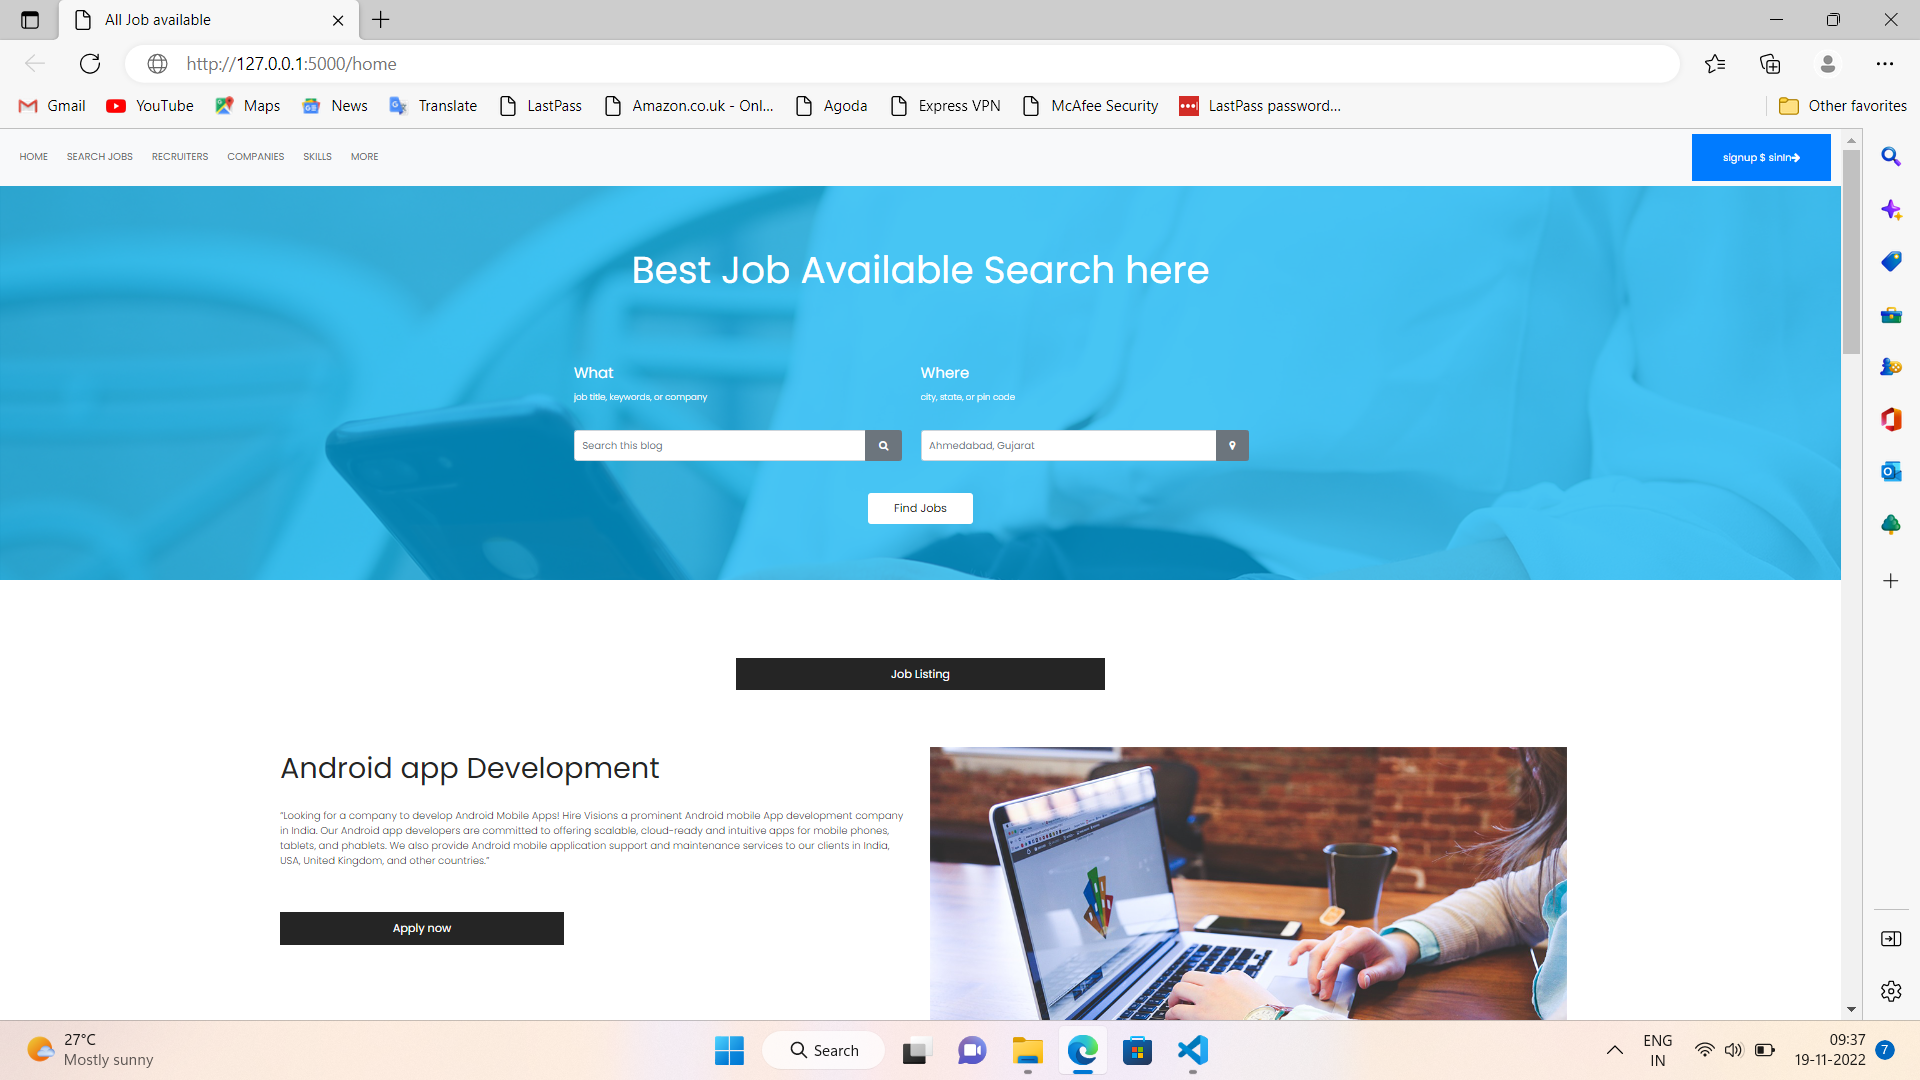 All Job available
http://127.0.0.1:5000/home
Gmail
YouTube
Maps
News
Translate
LastPass
Amazon.co.uk - Onl...
Agoda
Express VPN
McAfee Security
LastPass password...
Other favorites
HOME
SEARCH JOBS
RECRUITERS
COMPANIES
SKILLS
MORE
signup $ sinIn
Best Job Available Search here
What
Where
job title, keywords, or company
city, state, or pin code
Search this blog
Ahmedabad, Gujarat
Find Jobs
Job Listing
Android app Development
“Looking for a company to develop Android Mobile Apps! Hire Visions a prominent Android mobile App development company
in India. Our Android app developers are committed to offering scalable, cloud-ready and intuitive apps for mobile phones,
tablets, and phablets. We also provide Android mobile application support and maintenance services to our clients in India,
USA, United Kingdom, and other countries.”
Apply now
27°C
Mostly sunny
Search
ENG
IN
09:37
19-11-2022
7